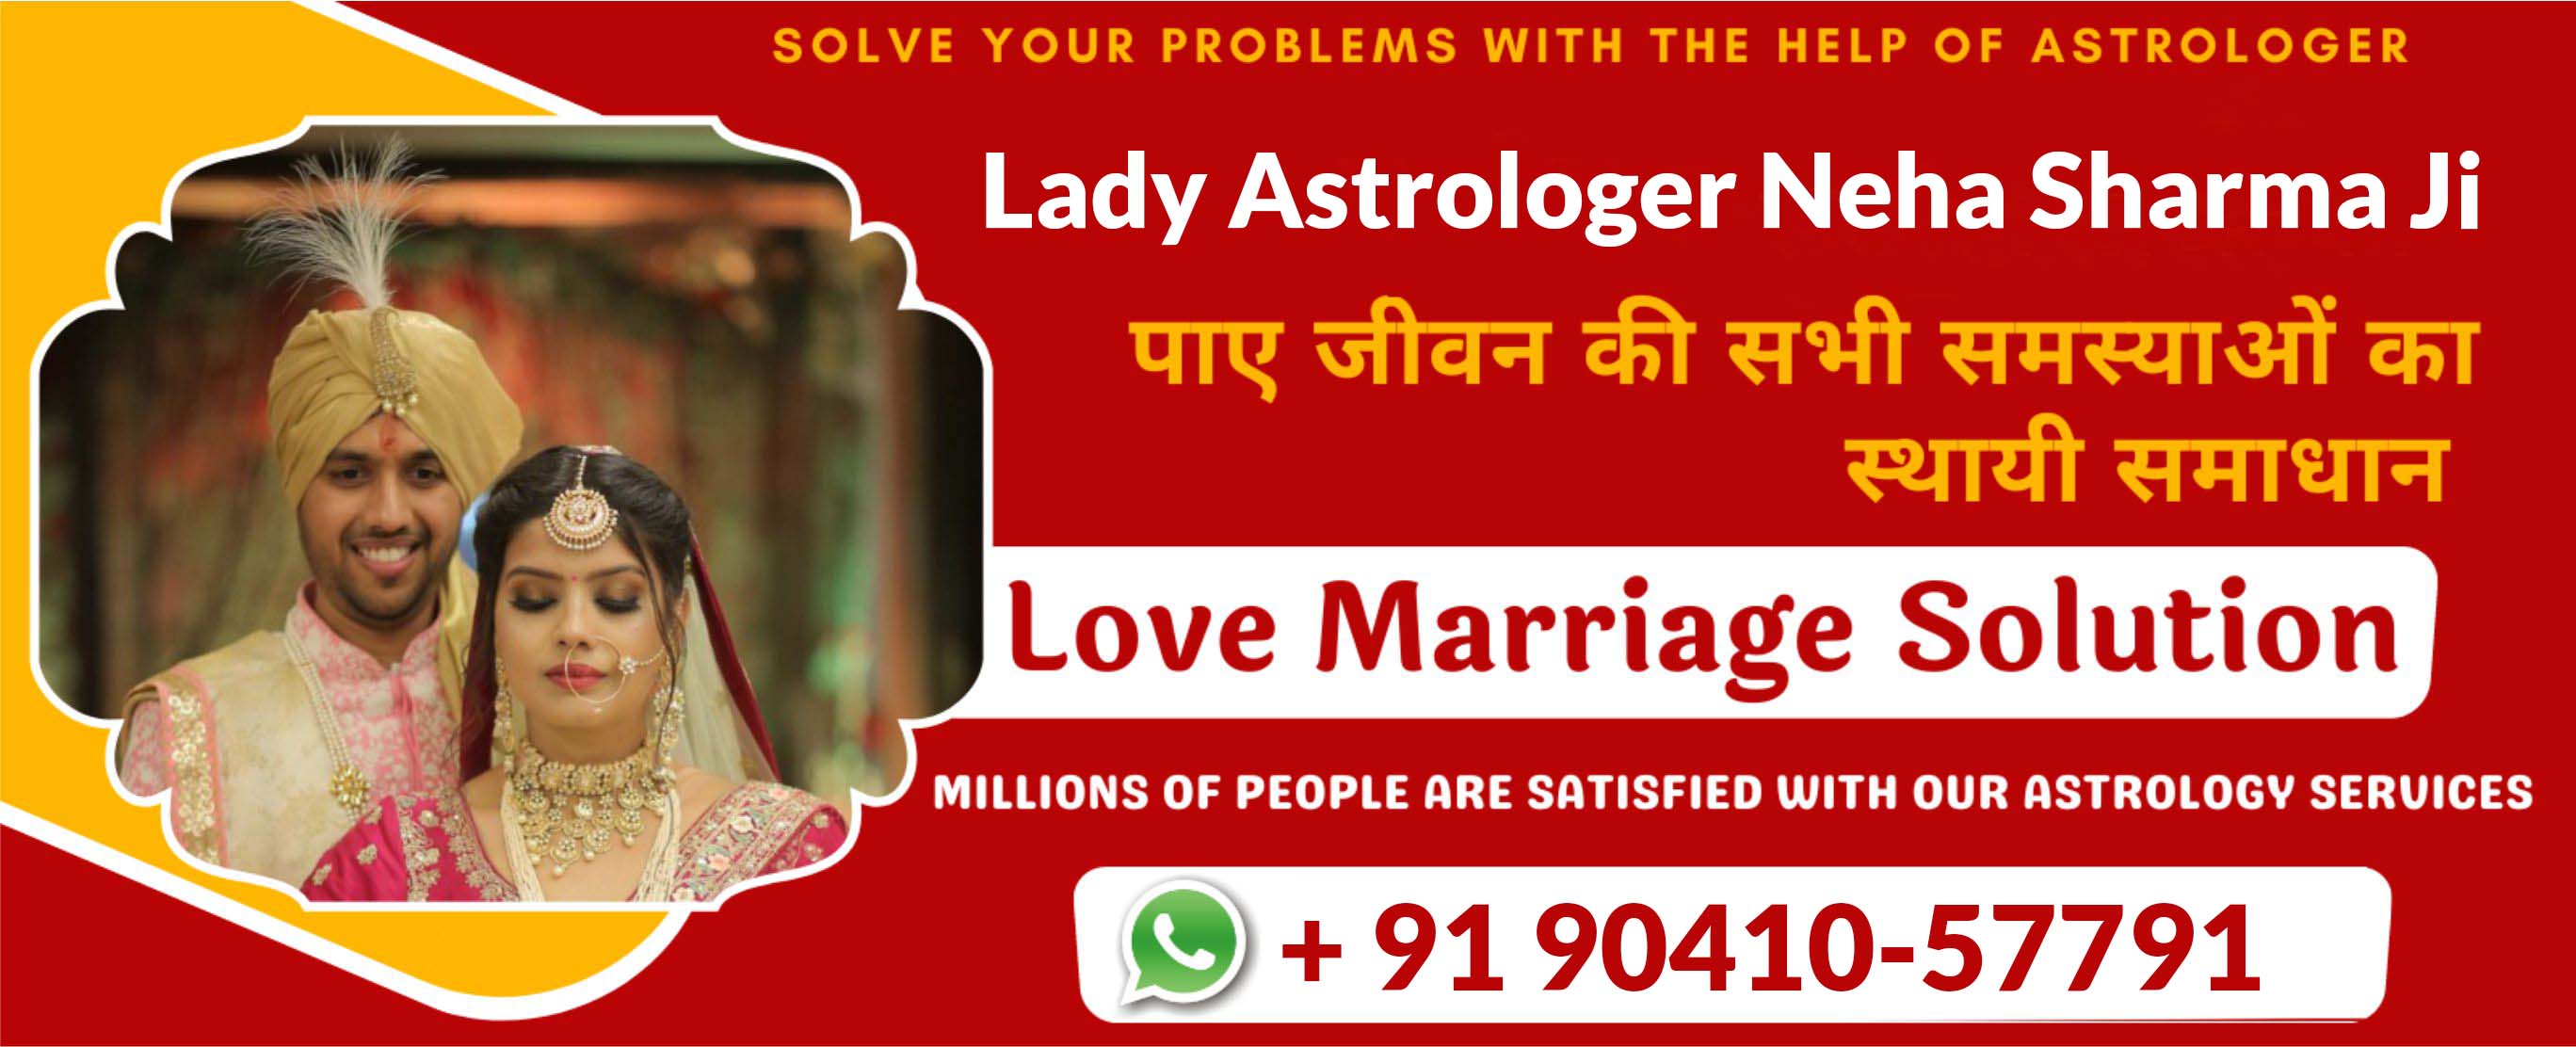 SOLVE YOUR PROBLEMS WITH THE HELP OF ASTROLOGER
Lady Astrologer Neha Sharma Ji
पाए जीवन की सभी समस्याओं का
स्थायी समाधान
Love Marriage Solution
MILLIONS OF PEOPLE ARE SATISFIED WITH OUR ASTROLOGY SERVICES
+ 91 90410-57791